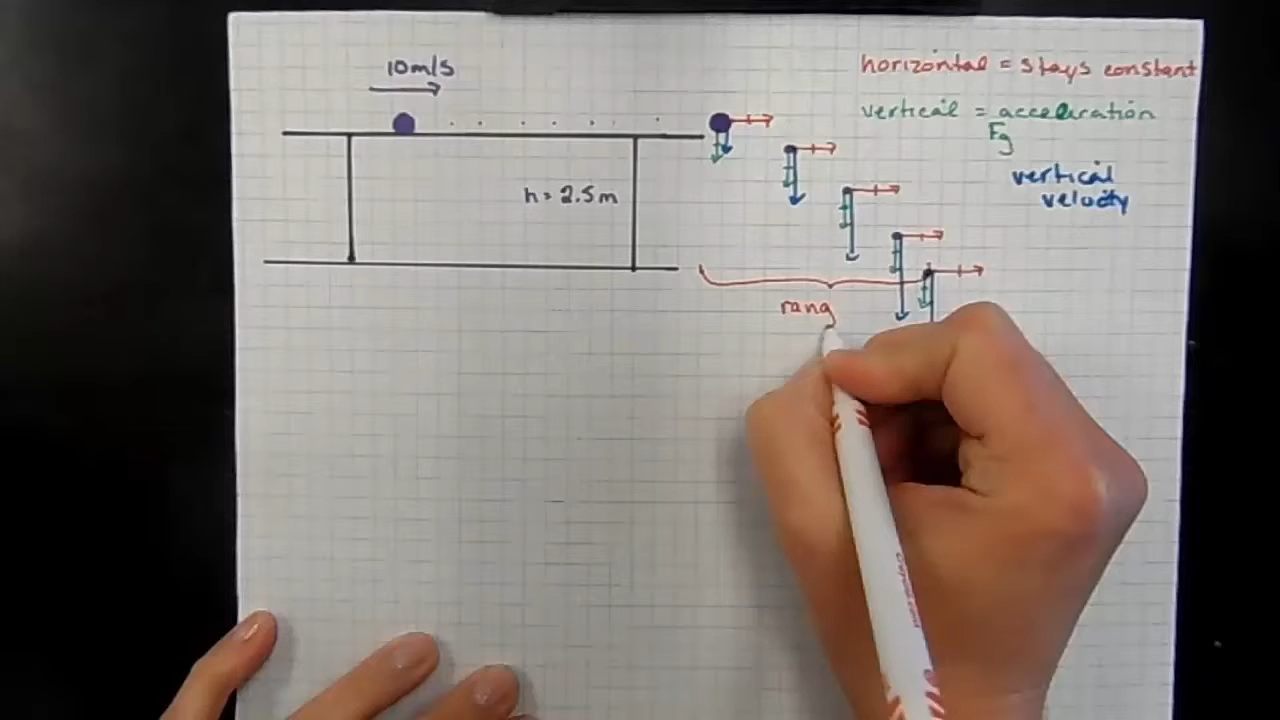 10m/s
horizontal = stays constant
vertical = acceleration
Fg
vertical
velocity
h = 2.5m
rang